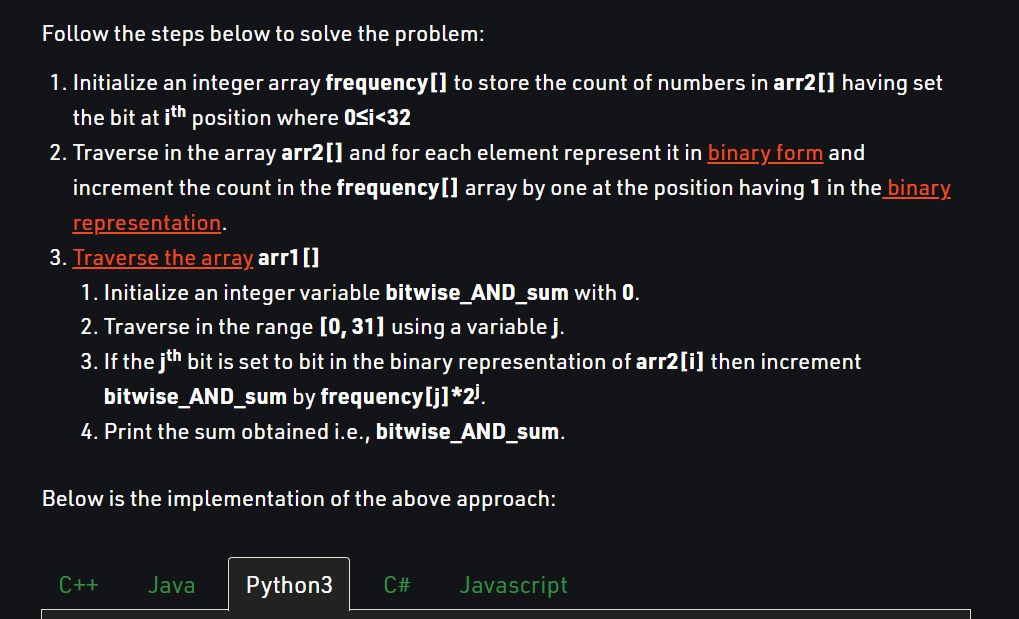 Follow the steps below to solve the problem:
1. Initialize an integer array frequency[] to store the count of numbers in arr2[] having set
the bit at ith position where 0≤i<32
2. Traverse in the array arr2[] and for each element represent it in binary form and
increment the count in the frequency[] array by one at the position having 1 in the binary
representation.
3. Traverse the array arr1[]
1. Initialize an integer variable bitwise_AND_sum with 0.
2. Traverse in the range [0, 31] using a variable j.
3. If the jth bit is set to bit in the binary representation of arr2[i] then increment
bitwise_AND_sum by frequency[j]*2j.
4. Print the sum obtained i.e., bitwise_AND_sum.
Below is the implementation of the above approach:
C++ Java Python3 C# Javascript